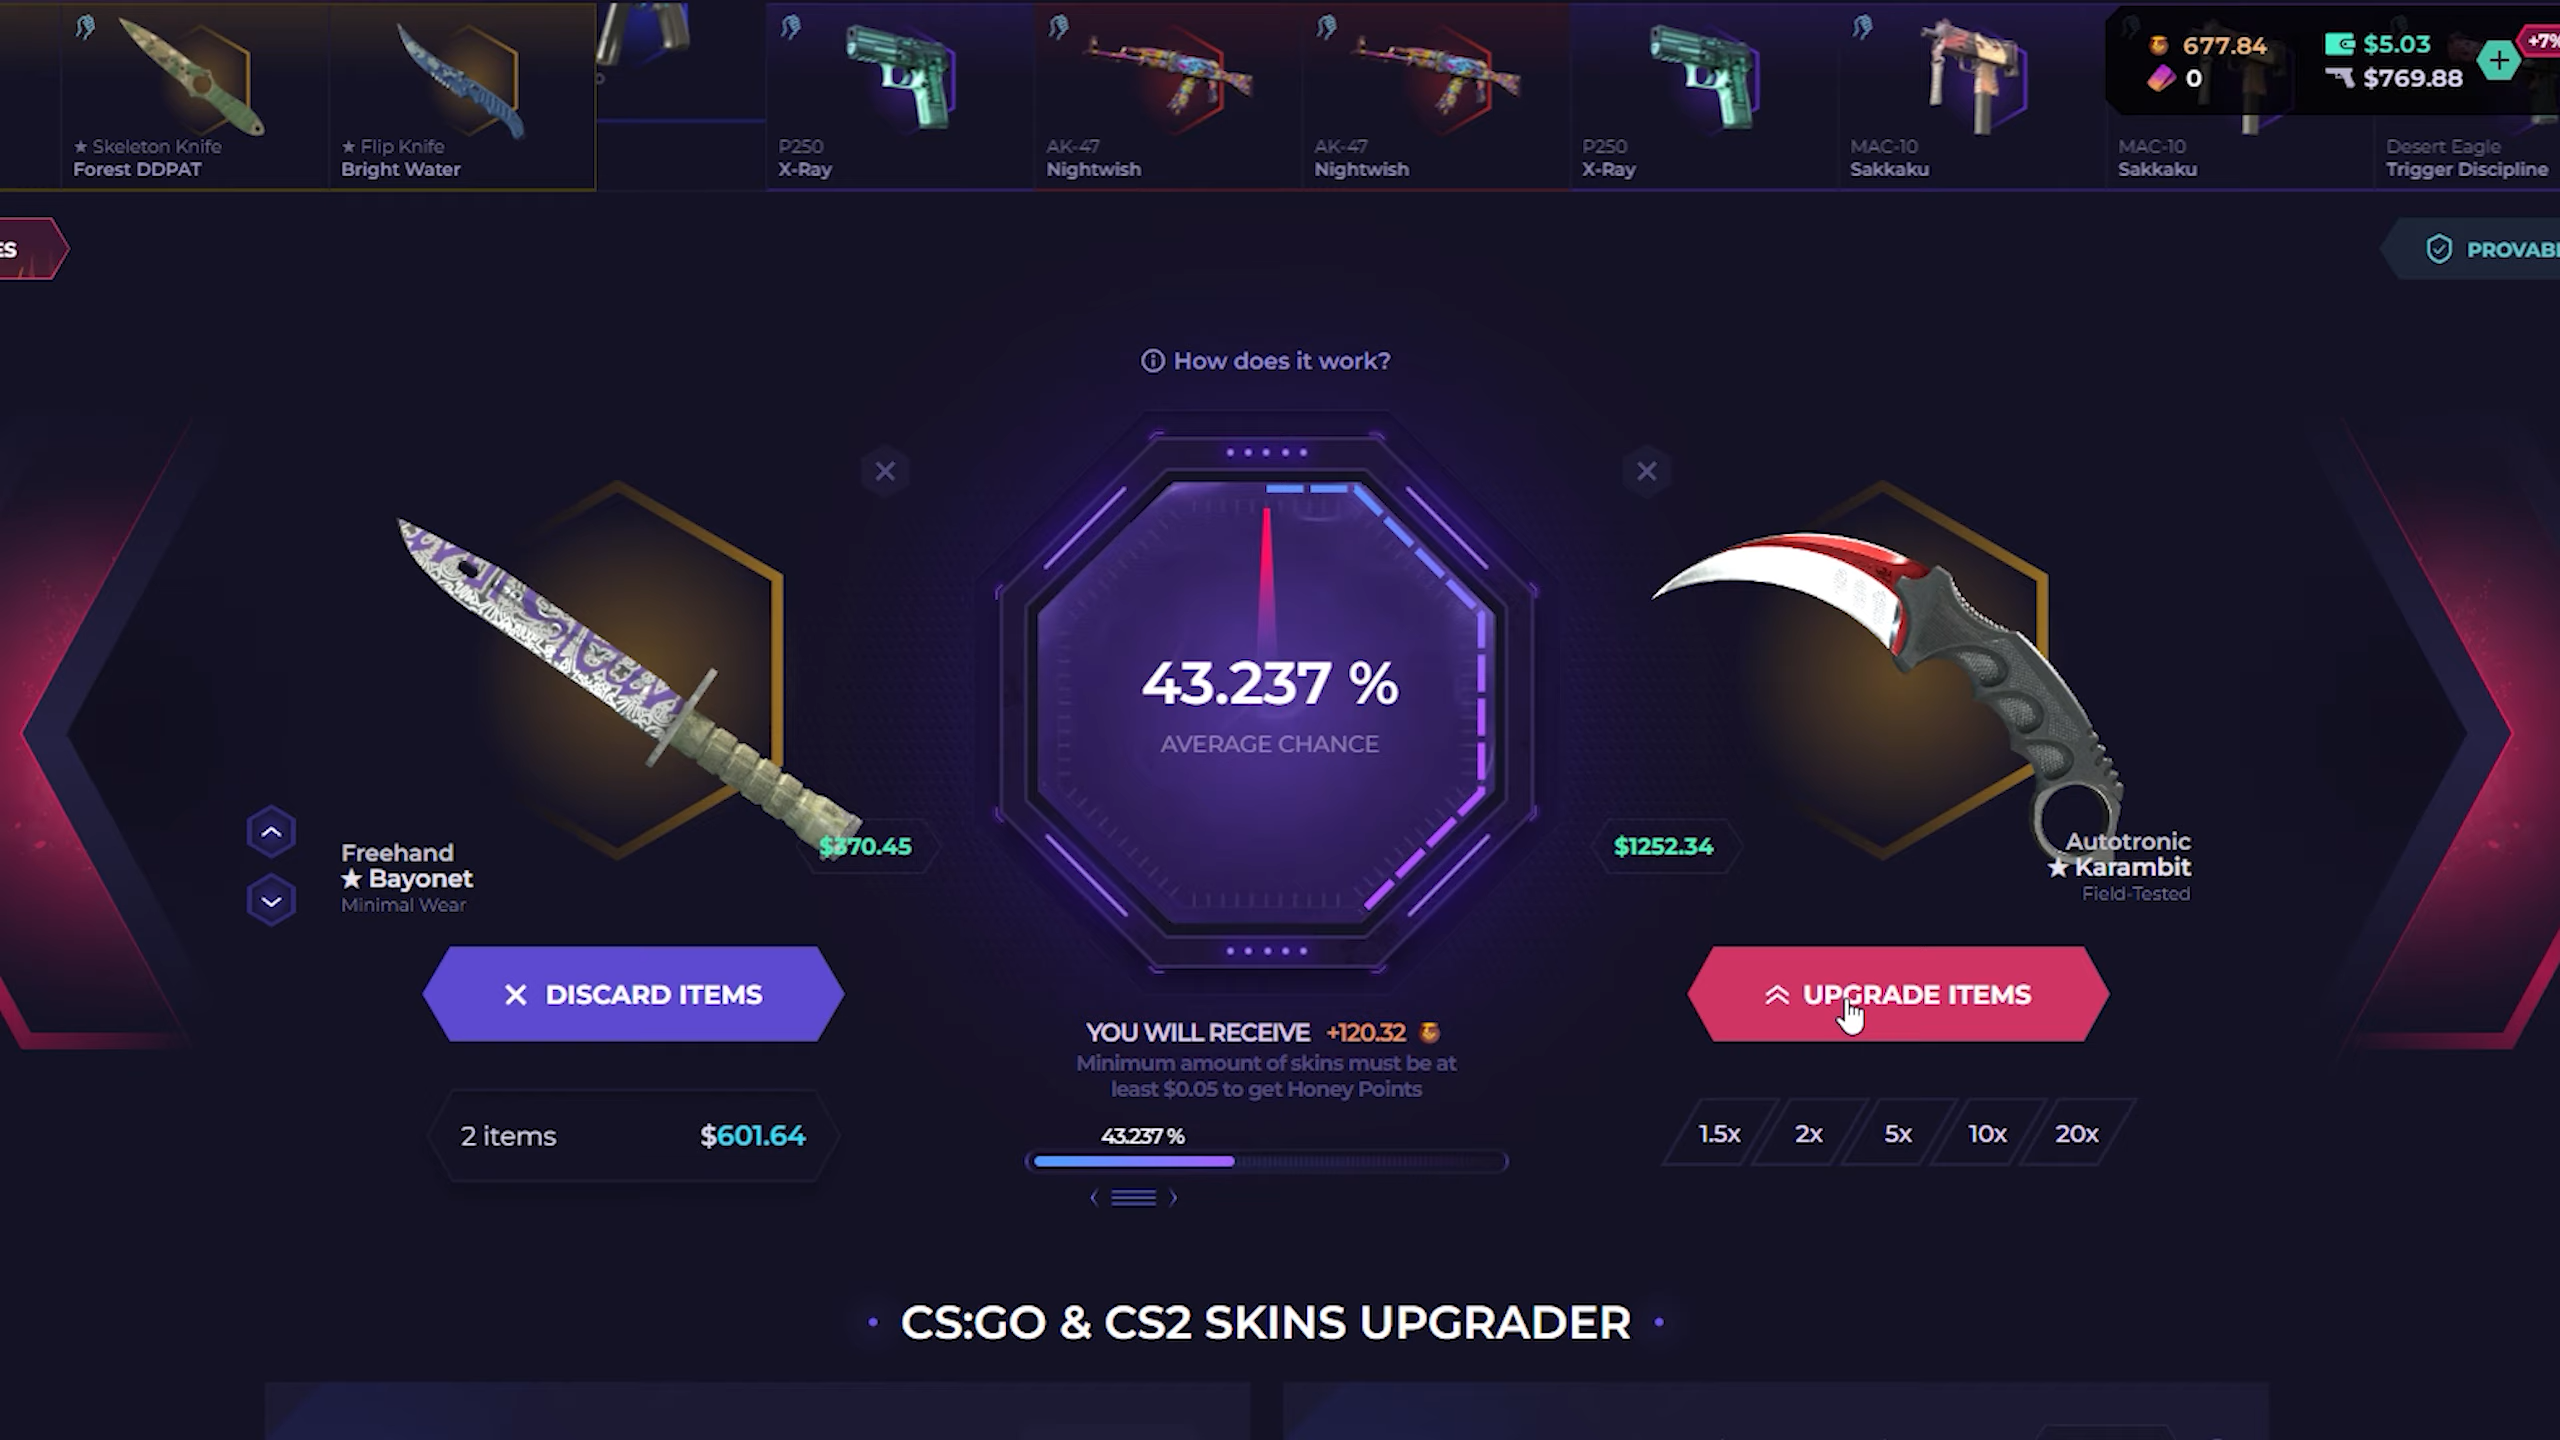 ★ Skeleton Knife
Forest DDPAT
★ Flip Knife
Bright Water
P250
X-Ray
AK-47
Nightwish
AK-47
Nightwish
P250
X-Ray
MAC-10
Sakkaku
MAC-10
Sakkaku
Desert Eagle
Trigger Discipline
677.84
0
$5.03
$769.88
+7%
ES
PROVABL
How does it work?
43.237 %
AVERAGE CHANCE
$370.45
$1252.34
Freehand
★ Bayonet
Minimal Wear
Autotronic
★ Karambit
Field-Tested
DISCARD ITEMS
UPGRADE ITEMS
YOU WILL RECEIVE +120.32
Minimum amount of skins must be at
least $0.05 to get Honey Points
2 items $601.64
43.237 %
1.5x 2x 5x 10x 20x
• CS:GO & CS2 SKINS UPGRADER •